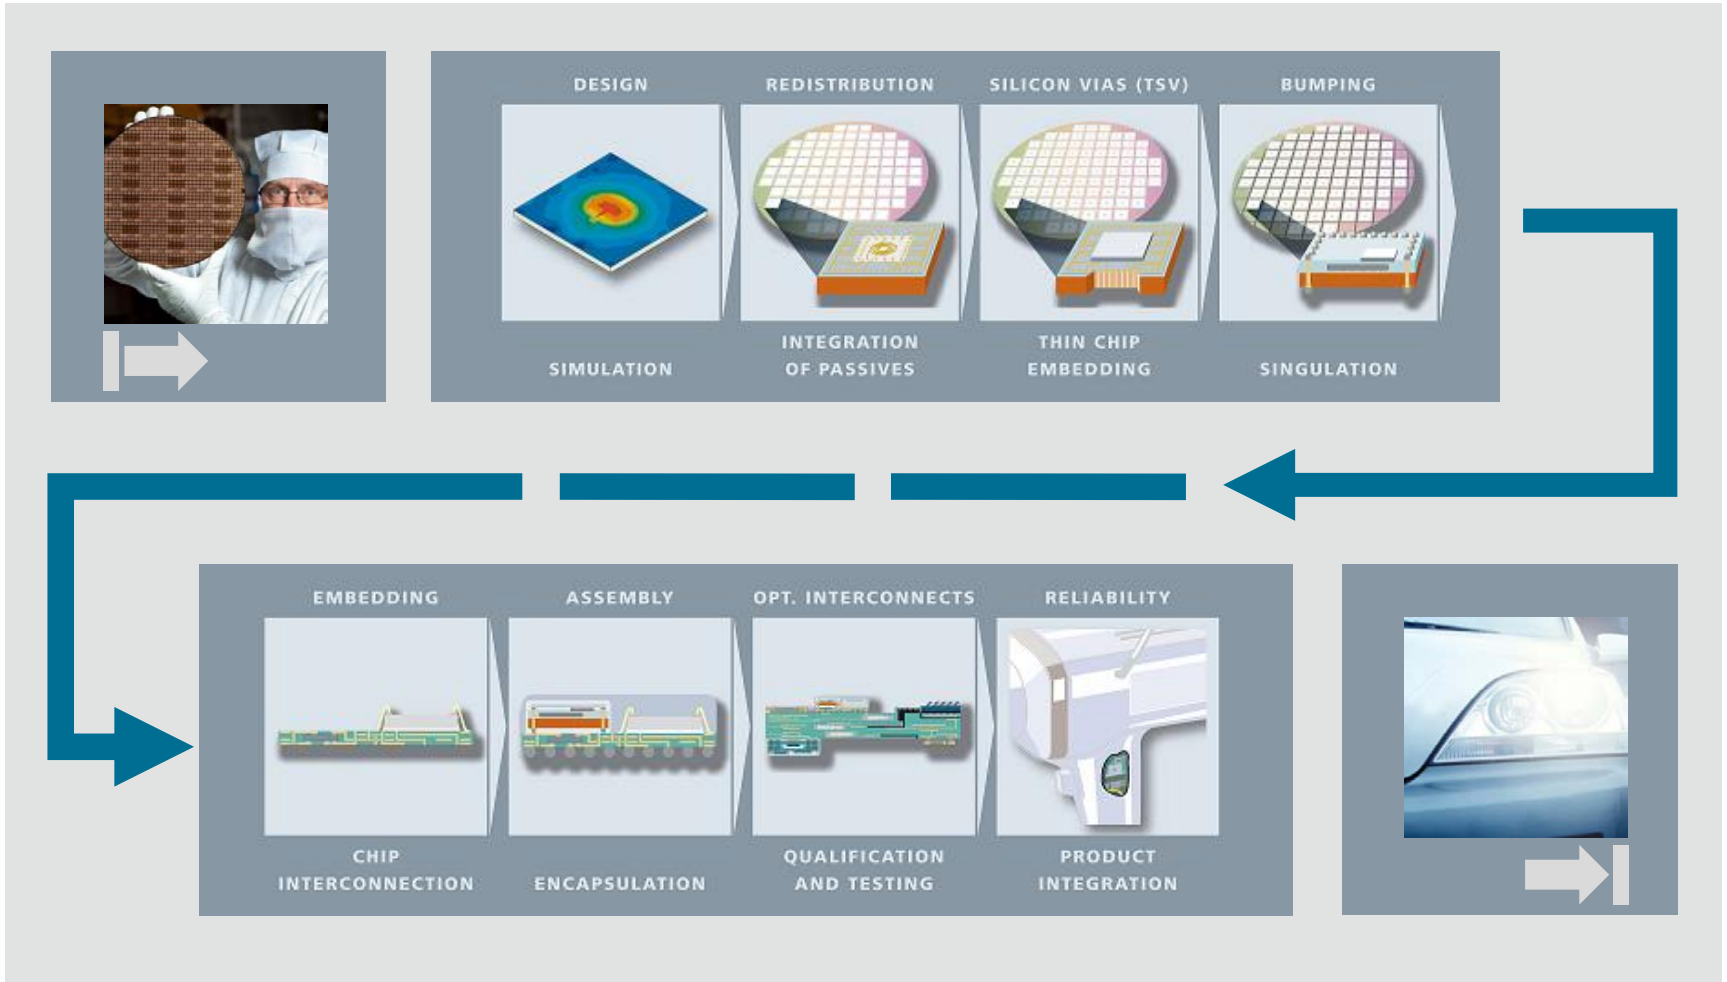 DESIGN
REDISTRIBUTION
SILICON VIAS (TSV)
BUMPING
SIMULATION
INTEGRATION
OF PASSIVES
THIN CHIP
EMBEDDING
SINGULATION
EMBEDDING
ASSEMBLY
OPT. INTERCONNECTS
RELIABILITY
CHIP
INTERCONNECTION
ENCAPSULATION
QUALIFICATION
AND TESTING
PRODUCT
INTEGRATION